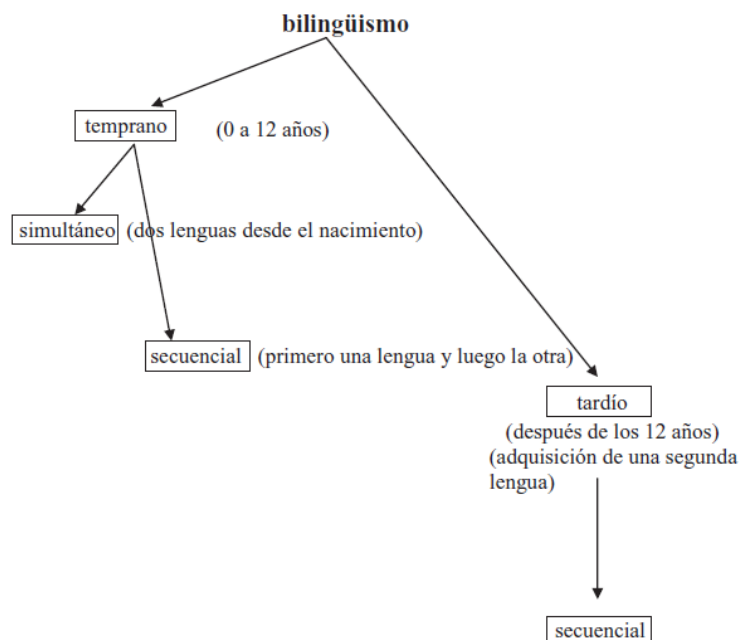 bilingüismo
temprano (0 a 12 años)
simultáneo (dos lenguas desde el nacimiento)
secuencial (primero una lengua y luego la otra)
tardío
(después de los 12 años)
(adquisición de una segunda
lengua)
secuencial